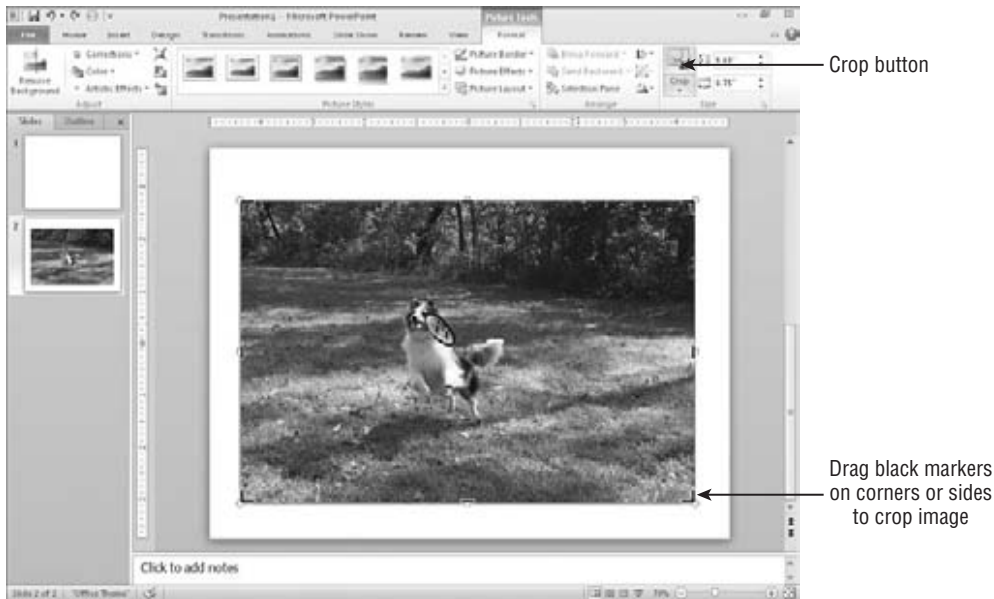 Presentation1 - Microsoft PowerPoint
Picture Tools
File Home Insert Design Transitions Animations Slide Show Review View Format
Remove Background
Corrections
Color
Artistic Effects
Adjust
Picture Styles
Picture Border
Picture Effects
Picture Layout
Bring Forward
Send Backward
Selection Pane
Arrange
Crop
Size
Crop button
Slides Outline
1
2
Drag black markers
on corners or sides
to crop image
Click to add notes
Slide 2 of 2 "Office Theme"